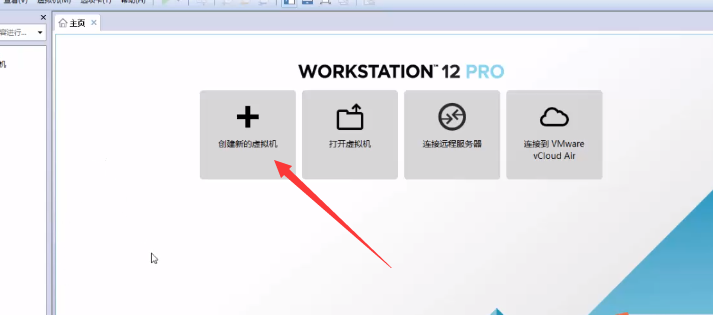 主页
WORKSTATION™ 12 PRO
创建新的虚拟机
打开虚拟机
连接远程服务器
连接到 VMware
vCloud Air